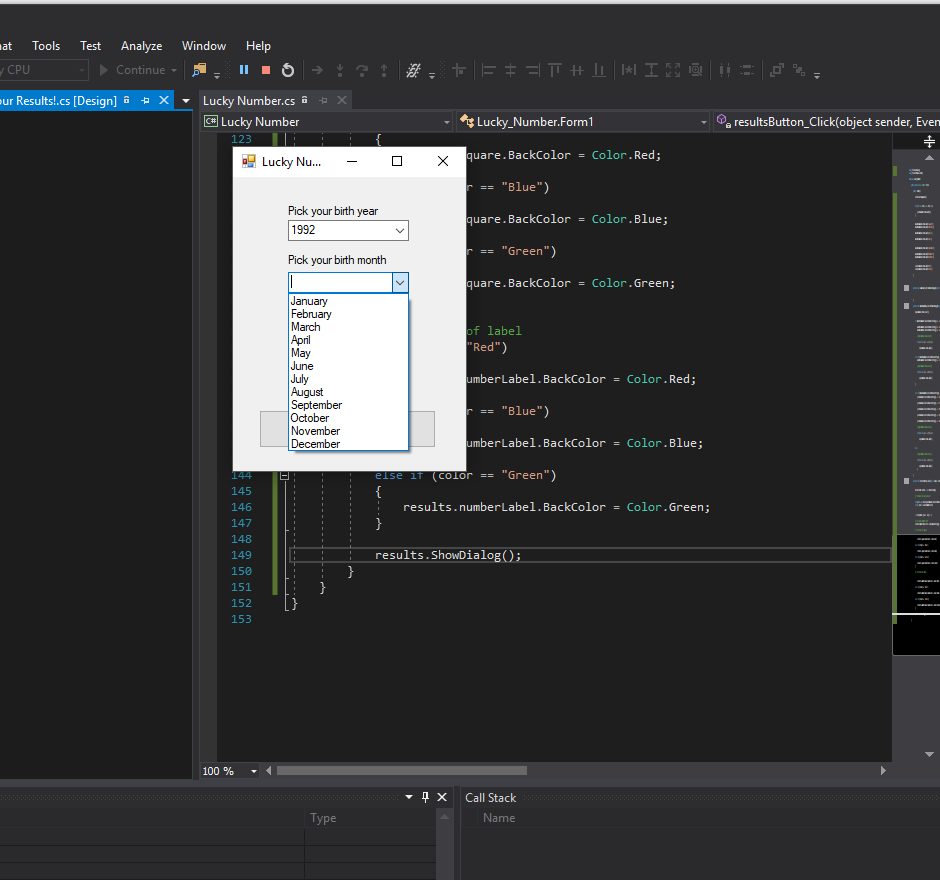 at Tools Test Analyze Window Help
CPU Continue
our Results!.cs [Design] Lucky Number.cs
C# Lucky Number Lucky_Number.Form1 resultsButton_Click(object sender, Even
123 {
Lucky Nu...
quare.BackColor = Color.Red;
r == "Blue")
Pick your birth year
quare.BackColor = Color.Blue;
1992
r == "Green")
Pick your birth month
quare.BackColor = Color.Green;
January
February
March
of label
April
"Red")
May
June
July
umberLabel.BackColor = Color.Red;
August
September
r == "Blue")
October
November
December
umberLabel.BackColor = Color.Blue;
144 else if (color == "Green")
145 {
146 results.numberLabel.BackColor = Color.Green;
147 }
148
149 results.ShowDialog();
150 }
151 }
152 }
153
100 %
Call Stack
Type
Name